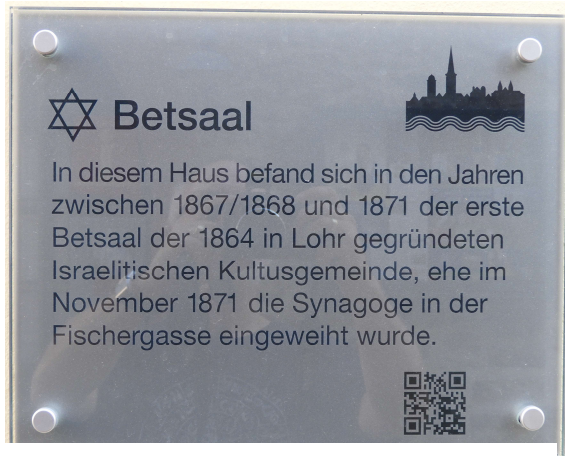 Betsaal
In diesem Haus befand sich in den Jahren
zwischen 1867/1868 und 1871 der erste
Betsaal der 1864 in Lohr gegründeten
Israelitischen Kultusgemeinde, ehe im
November 1871 die Synagoge in der
Fischergasse eingeweiht wurde.